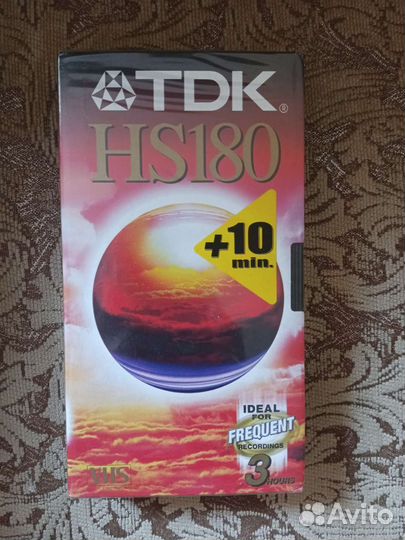 TDK®
HS180
+10
min.
IDEAL
FOR
FREQUENT
RECORDINGS
3 HOURS
VHS
Avito